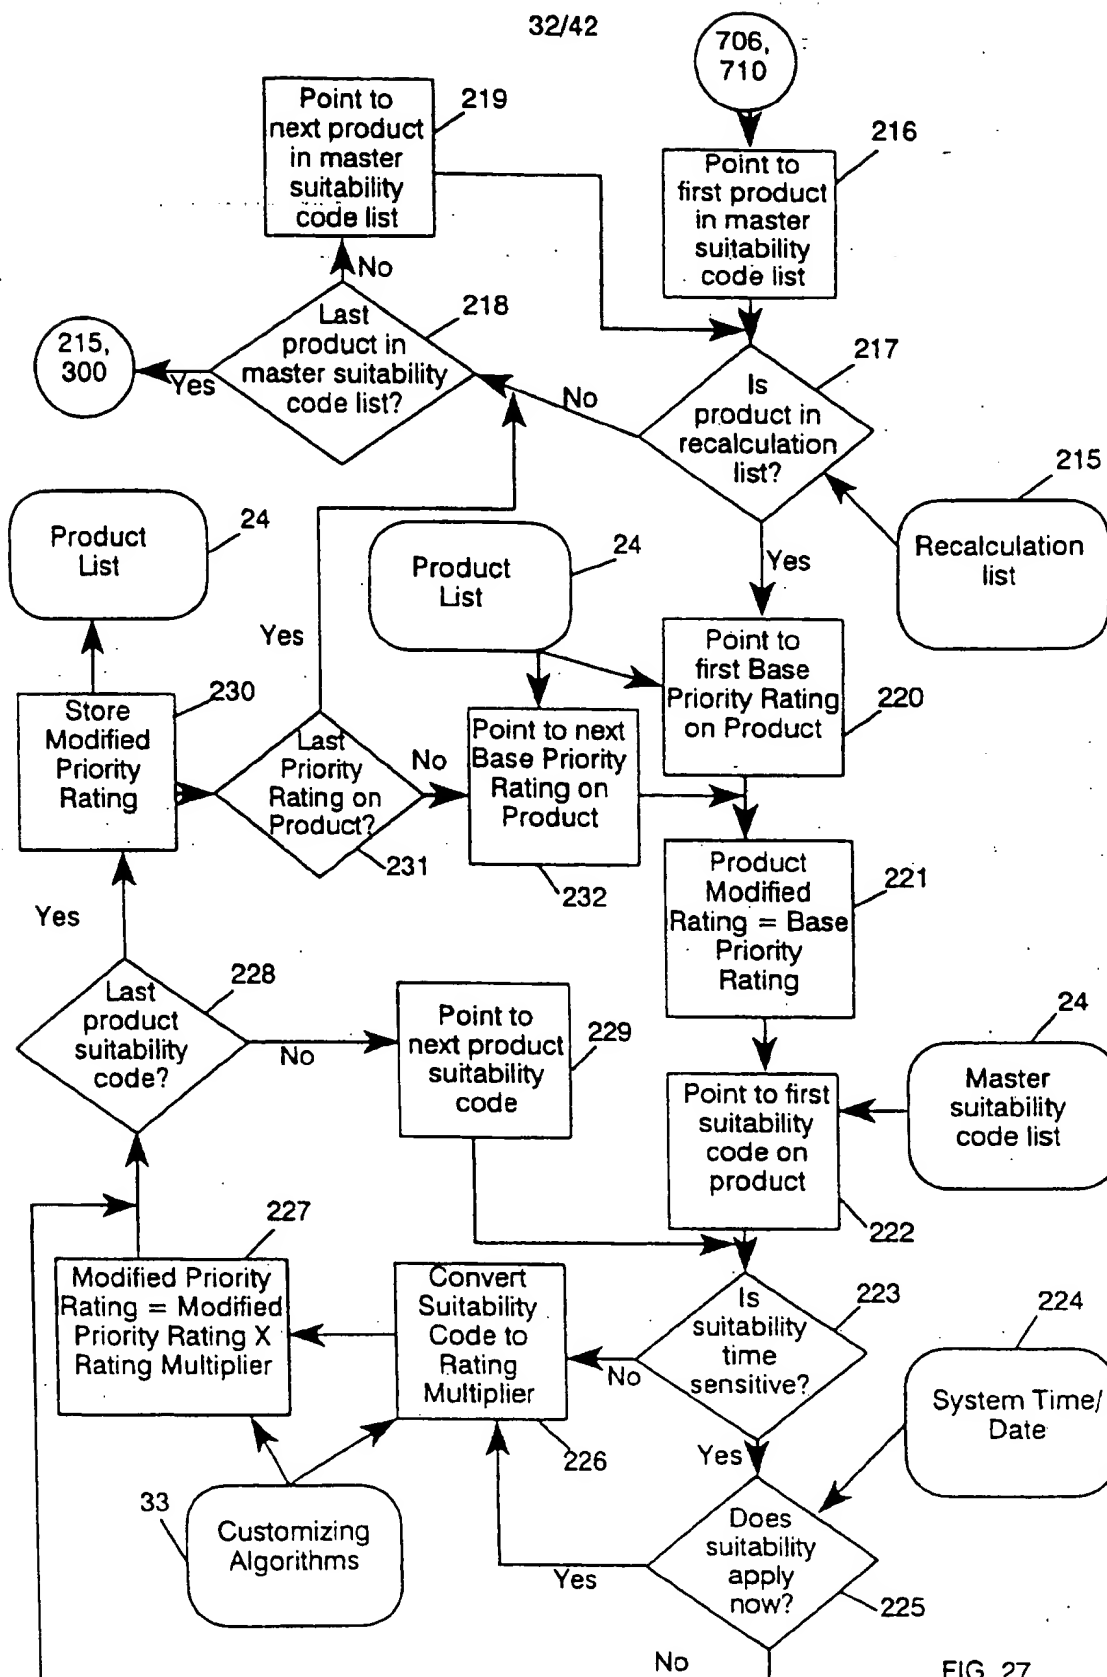 32/42
706,
710
Point to
next product
in master
suitability
code list
219
Point to
first product
in master
suitability
code list
216
No
Last
product in
master suitability
code list?
218
215,
300
Yes
Is
product in
recalculation
list?
217
No
Recalculation
list
215
Yes
Product
List
24
Product
List
24
Yes
Point to
first Base
Priority Rating
on Product
220
Store
Modified
Priority
Rating
230
Last
Priority
Rating on
Product?
231
No
Point to next
Base Priority
Rating on
Product
232
Product
Modified
Rating = Base
Priority
Rating
221
Yes
Last
product
suitability
code?
228
No
Point to
next product
suitability
code
229
Point to first
suitability
code on
product
222
Master
suitability
code list
24
Modified Priority
Rating = Modified
Priority Rating X
Rating Multiplier
227
Convert
Suitability
Code to
Rating
Multiplier
226
Is
suitability
time
sensitive?
223
No
System Time/
Date
224
Yes
Customizing
Algorithms
33
Does
suitability
apply
now?
225
Yes
No
FIG. 27